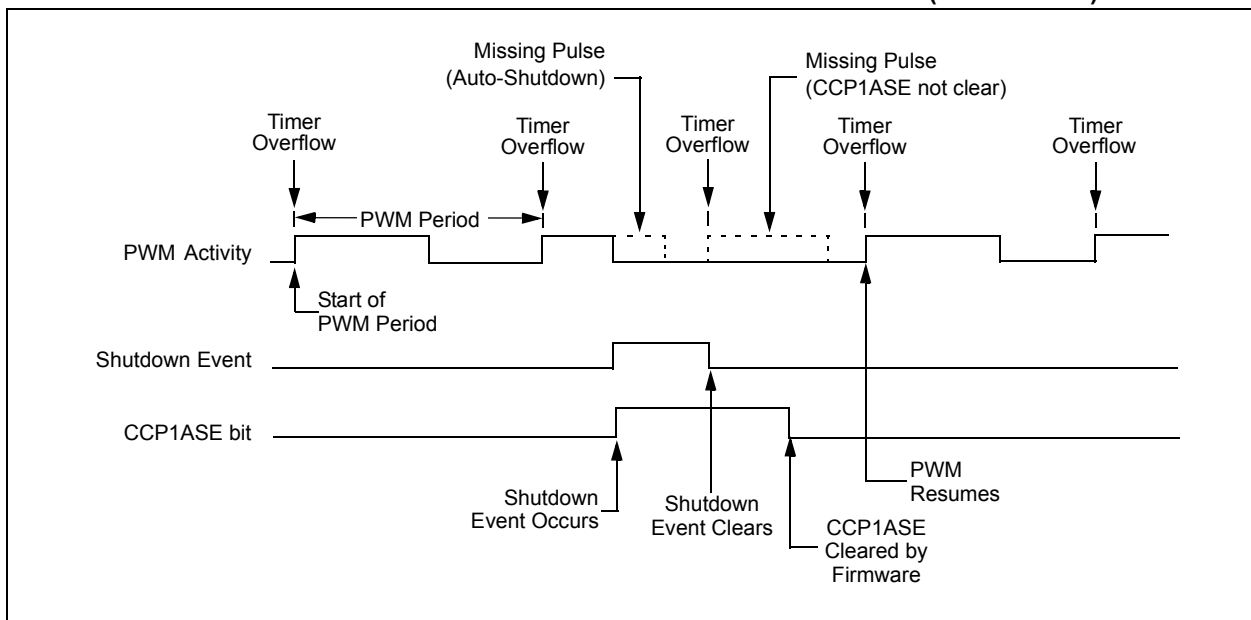 Missing Pulse
(Auto-Shutdown)
Missing Pulse
(CCP1ASE not clear)
Timer
Overflow
Timer
Overflow
Timer
Overflow
Timer
Overflow
Timer
Overflow
PWM Period
PWM Activity
Start of
PWM Period
Shutdown Event
CCP1ASE bit
Shutdown
Event Occurs
Shutdown
Event Clears
CCP1ASE
Cleared by
Firmware
PWM
Resumes